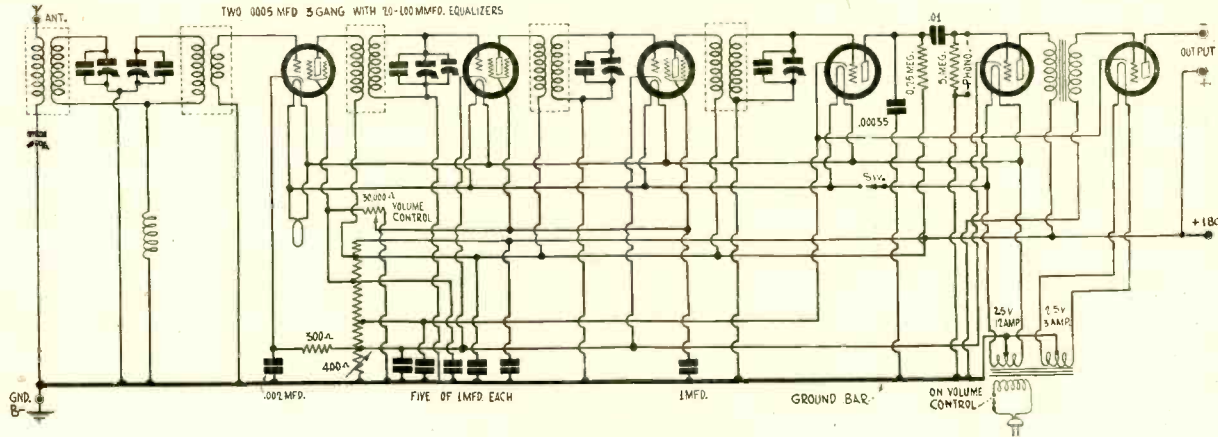 TWO .0005 MFD 3 GANG WITH 20-100 MMFD. EQUALIZERS
ANT.
.01
OUTPUT
+
0.25 MEG.
5 MEG.
PHONO.
.00035
SW.
30,000 Ω
VOLUME
CONTROL
+180
2.5 V
12 AMP.
2.5 V
3 AMP.
300 Ω
400 Ω
GND.
B-
.002 MFD.
FIVE OF 1 MFD. EACH
1 MFD.
GROUND BAR
ON VOLUME
CONTROL